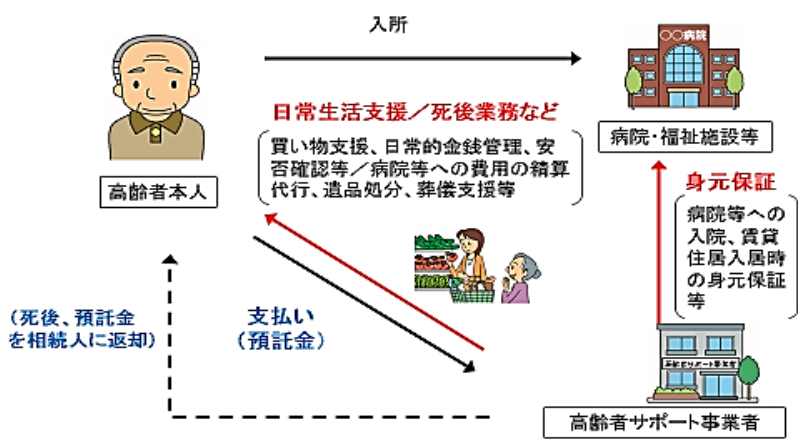 入所
〇〇病院
日常生活支援／死後業務など
買い物支援、日常的金銭管理、安
否確認等／病院等への費用の精算
代行、遺品処分、葬儀支援等
病院・福祉施設等
高齢者本人
身元保証
病院等への
入院、賃貸
住居入居時
の身元保証
等
（死後、預託金
を相続人に返却）
支払い
（預託金）
高齢者サポート事業者